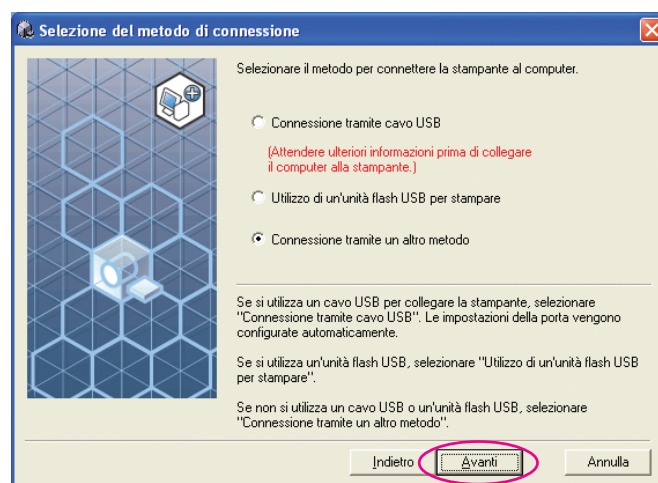 Selezione del metodo di connessione
Selezionare il metodo per connettere la stampante al computer.
Connessione tramite cavo USB
(Attendere ulteriori informazioni prima di collegare
il computer alla stampante.)
Utilizzo di un'unità flash USB per stampare
Connessione tramite un altro metodo
Se si utilizza un cavo USB per collegare la stampante, selezionare
"Connessione tramite cavo USB". Le impostazioni della porta vengono
configurate automaticamente.
Se si utilizza un'unità flash USB, selezionare "Utilizzo di un'unità flash USB
per stampare".
Se non si utilizza un cavo USB o un'unità flash USB, selezionare
"Connessione tramite un altro metodo".
Indietro Avanti Annulla